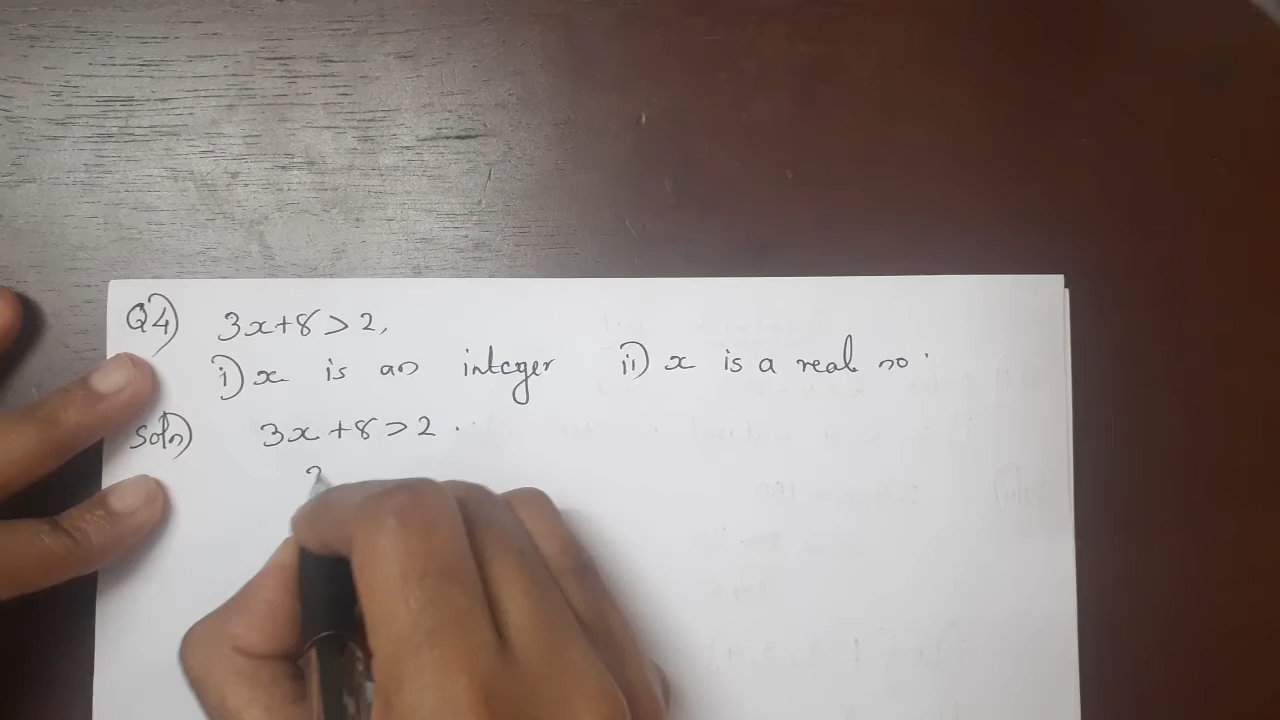 Q4) 3x+8>2,
i) x is an integer ii) x is a real no.
Soln) 3x+8>2.